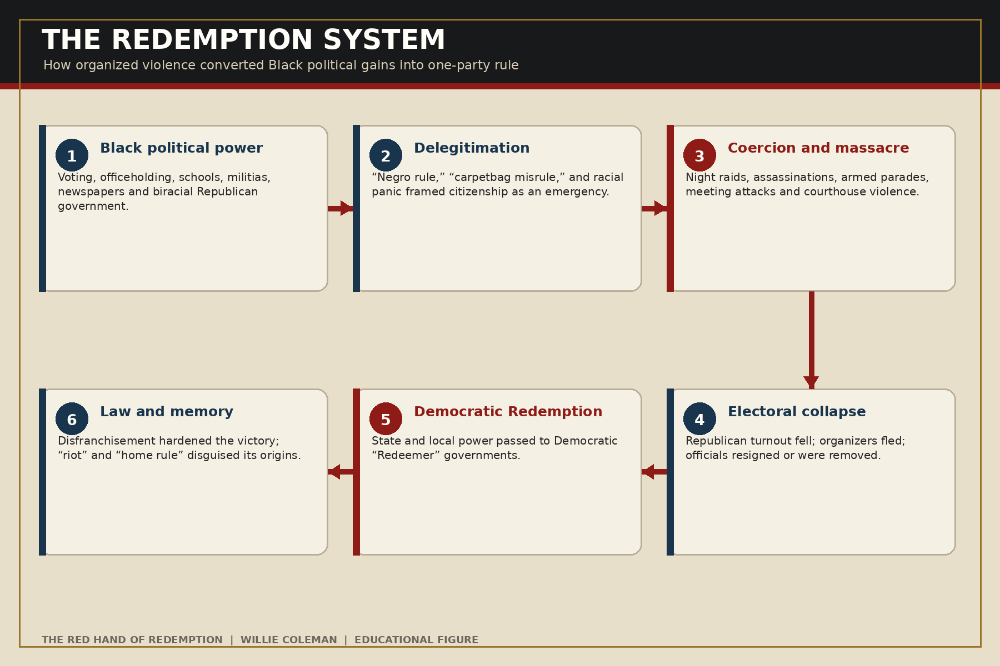 THE REDEMPTION SYSTEM
How organized violence converted Black political gains into one-party rule
1
Black political power
Voting, officeholding, schools, militias,
newspapers and biracial Republican
government.
2
Delegitimation
“Negro rule,” “carpetbag misrule,” and racial
panic framed citizenship as an emergency.
3
Coercion and massacre
Night raids, assassinations, armed parades,
meeting attacks and courthouse violence.
4
Electoral collapse
Republican turnout fell; organizers fled;
officials resigned or were removed.
5
Democratic Redemption
State and local power passed to Democratic
“Redeemer” governments.
6
Law and memory
Disfranchisement hardened the victory;
“riot” and “home rule” disguised its origins.
THE RED HAND OF REDEMPTION | WILLIE COLEMAN | EDUCATIONAL FIGURE